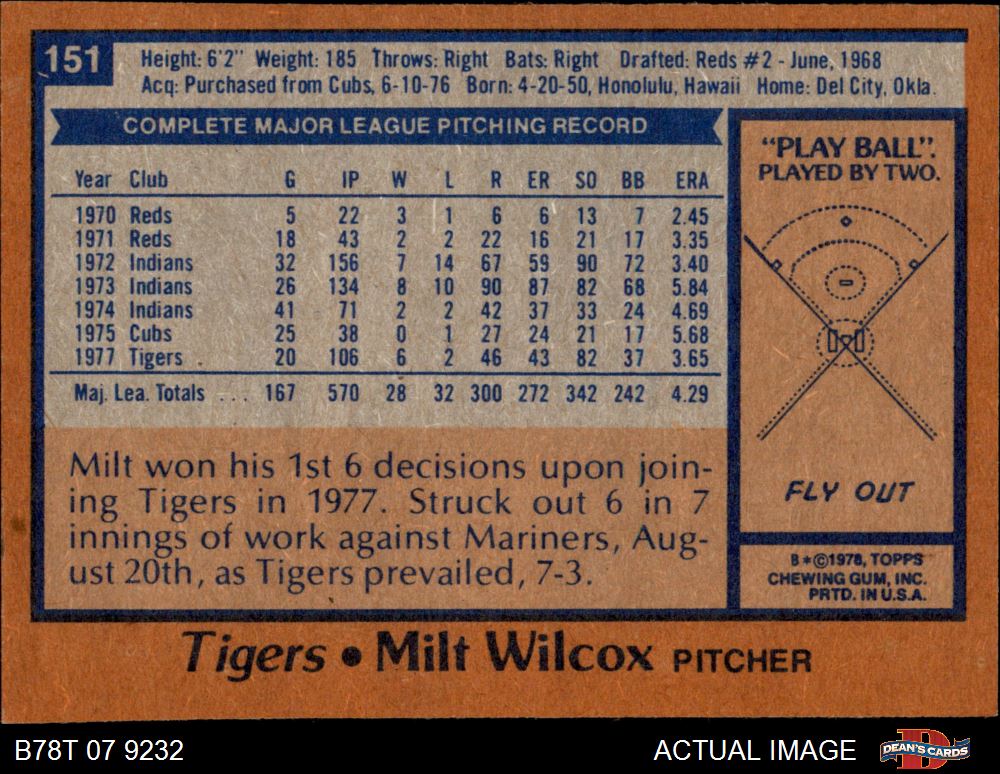 151
Height: 6'2" Weight: 185 Throws: Right Bats: Right Drafted: Reds #2 - June, 1968
Acq: Purchased from Cubs, 6-10-76 Born: 4-20-50, Honolulu, Hawaii Home: Del City, Okla.
COMPLETE MAJOR LEAGUE PITCHING RECORD
Year Club G IP W L R ER SO BB ERA
1970 Reds 5 22 3 1 6 6 13 7 2.45
1971 Reds 18 43 2 2 22 16 21 17 3.35
1972 Indians 32 156 7 14 67 59 90 72 3.40
1973 Indians 26 134 8 10 90 87 82 68 5.84
1974 Indians 41 71 2 2 42 37 33 24 4.69
1975 Cubs 25 38 0 1 27 24 21 17 5.68
1977 Tigers 20 106 6 2 46 43 82 37 3.65
Maj. Lea. Totals ... 167 570 28 32 300 272 342 242 4.29
Milt won his 1st 6 decisions upon join-
ing Tigers in 1977. Struck out 6 in 7
innings of work against Mariners, Aug-
ust 20th, as Tigers prevailed, 7-3.
"PLAY BALL".
PLAYED BY TWO.
FLY OUT
B*©1978, TOPPS
CHEWING GUM, INC.
PRTD. IN U.S.A.
Tigers • Milt Wilcox PITCHER
B78T 07 9232
ACTUAL IMAGE
DEAN'S CARDS